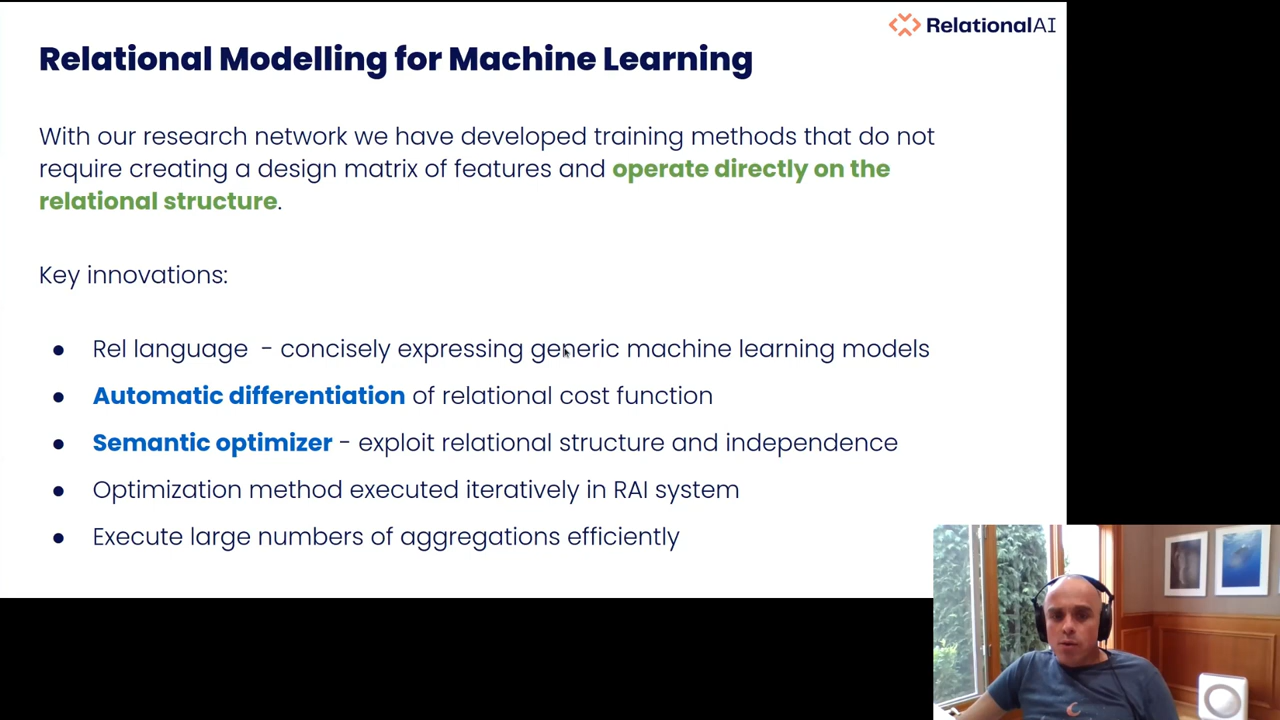 RelationalAI
Relational Modelling for Machine Learning
With our research network we have developed training methods that do not
require creating a design matrix of features and operate directly on the
relational structure.
Key innovations:
● Rel language - concisely expressing generic machine learning models
● Automatic differentiation of relational cost function
● Semantic optimizer - exploit relational structure and independence
● Optimization method executed iteratively in RAI system
● Execute large numbers of aggregations efficiently